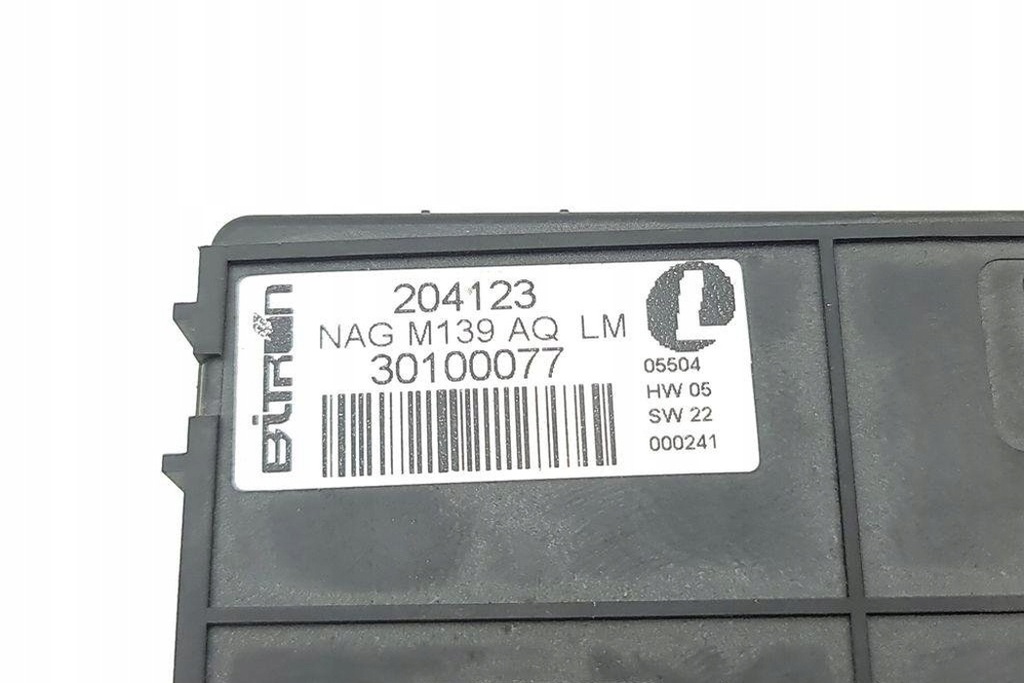 BITRON
204123
NAG M139 AQ LM
30100077
L
05504
HW 05
SW 22
000241